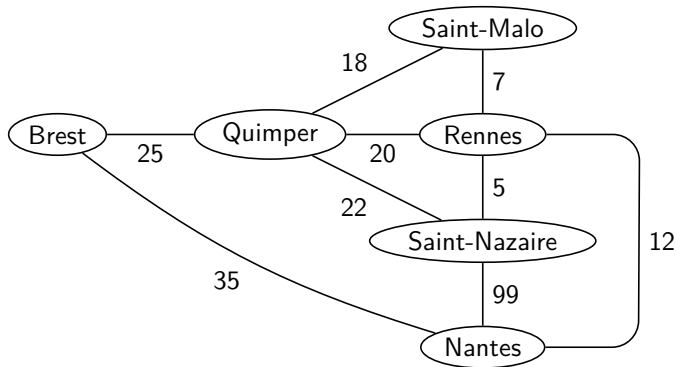 Saint-Malo
18
7
Brest
25
Quimper
20
Rennes
22
5
Saint-Nazaire
12
35
99
Nantes